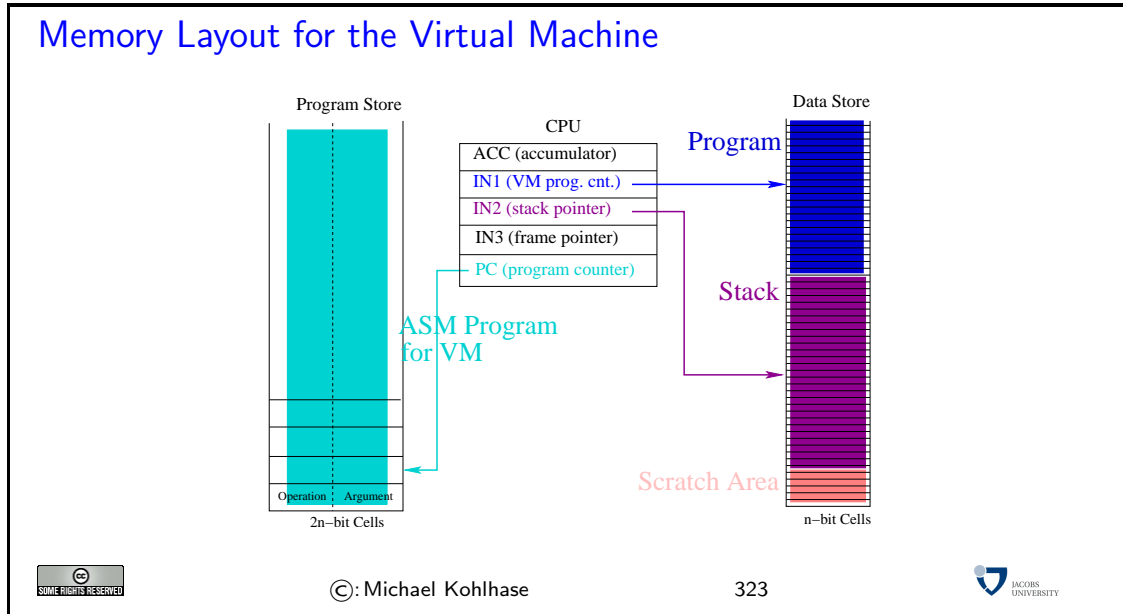 Memory Layout for the Virtual Machine
Program Store
CPU
ACC (accumulator)
IN1 (VM prog. cnt.)
IN2 (stack pointer)
IN3 (frame pointer)
PC (program counter)
Data Store
Program
Stack
ASM Program
for VM
Scratch Area
Operation
Argument
2n−bit Cells
n−bit Cells
cc
SOME RIGHTS RESERVED
©: Michael Kohlhase
323
JACOBS
UNIVERSITY